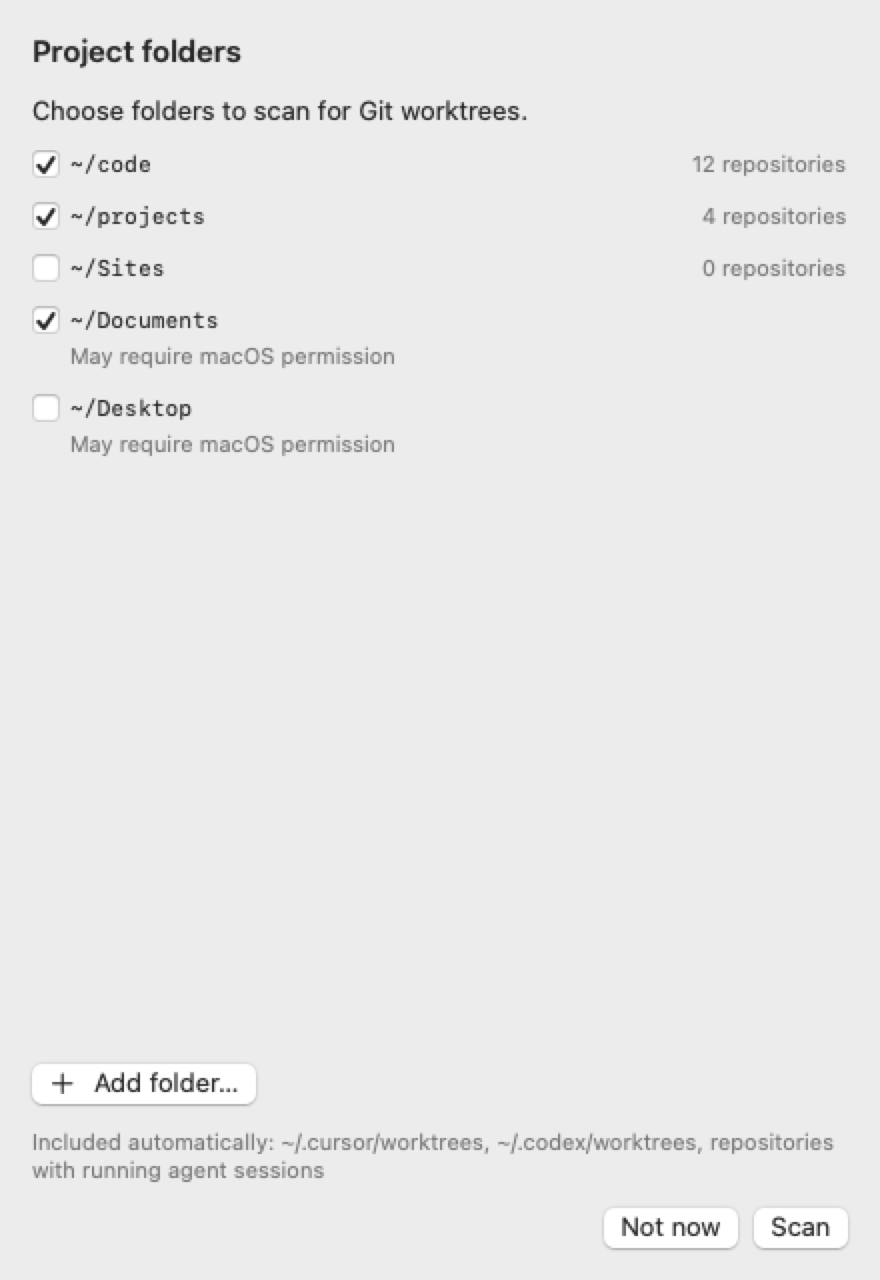 Project folders
Choose folders to scan for Git worktrees.
~/code 12 repositories
~/projects 4 repositories
~/Sites 0 repositories
~/Documents
May require macOS permission
~/Desktop
May require macOS permission
+ Add folder...
Included automatically: ~/.cursor/worktrees, ~/.codex/worktrees, repositories
with running agent sessions
Not now Scan